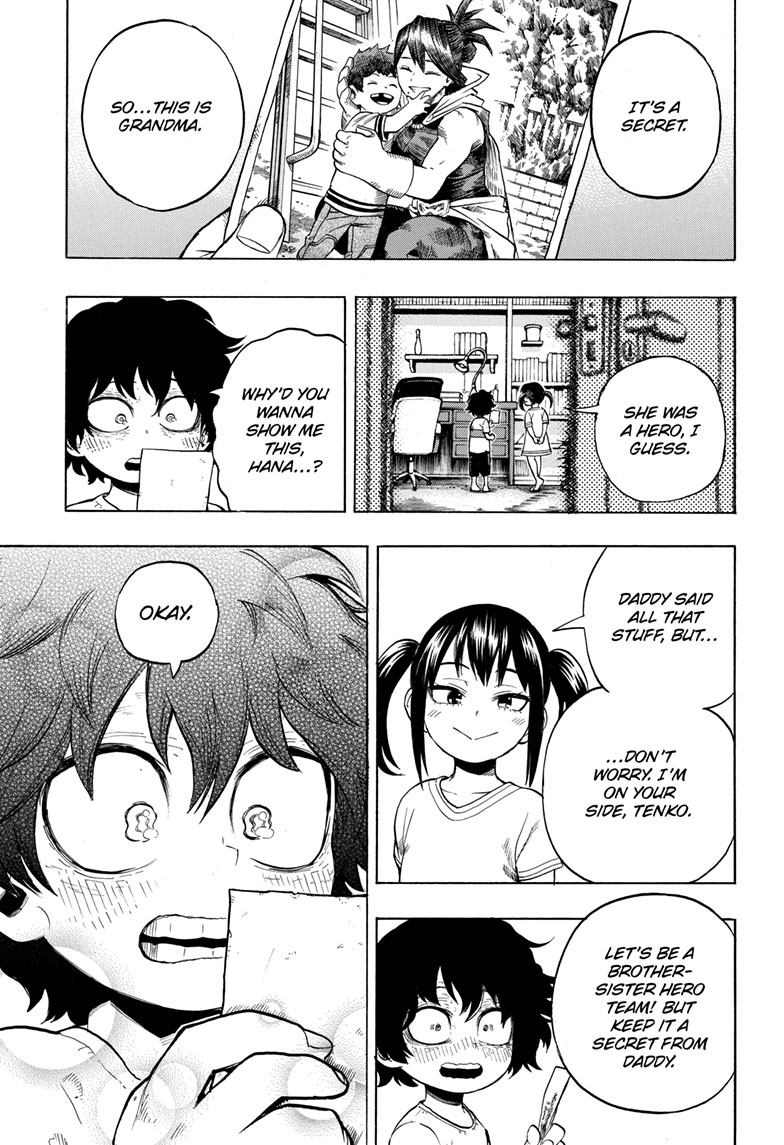 IT'S A
SECRET.
SO...THIS IS
GRANDMA.
SHE WAS
A HERO, I
GUESS.
WHY'D YOU
WANNA
SHOW ME
THIS,
HANA...?
DADDY SAID
ALL THAT
STUFF, BUT...
...DON'T
WORRY. I'M
ON YOUR
SIDE, TENKO.
LET'S BE A
BROTHER-
SISTER HERO
TEAM! BUT
KEEP IT A
SECRET FROM
DADDY.
OKAY.